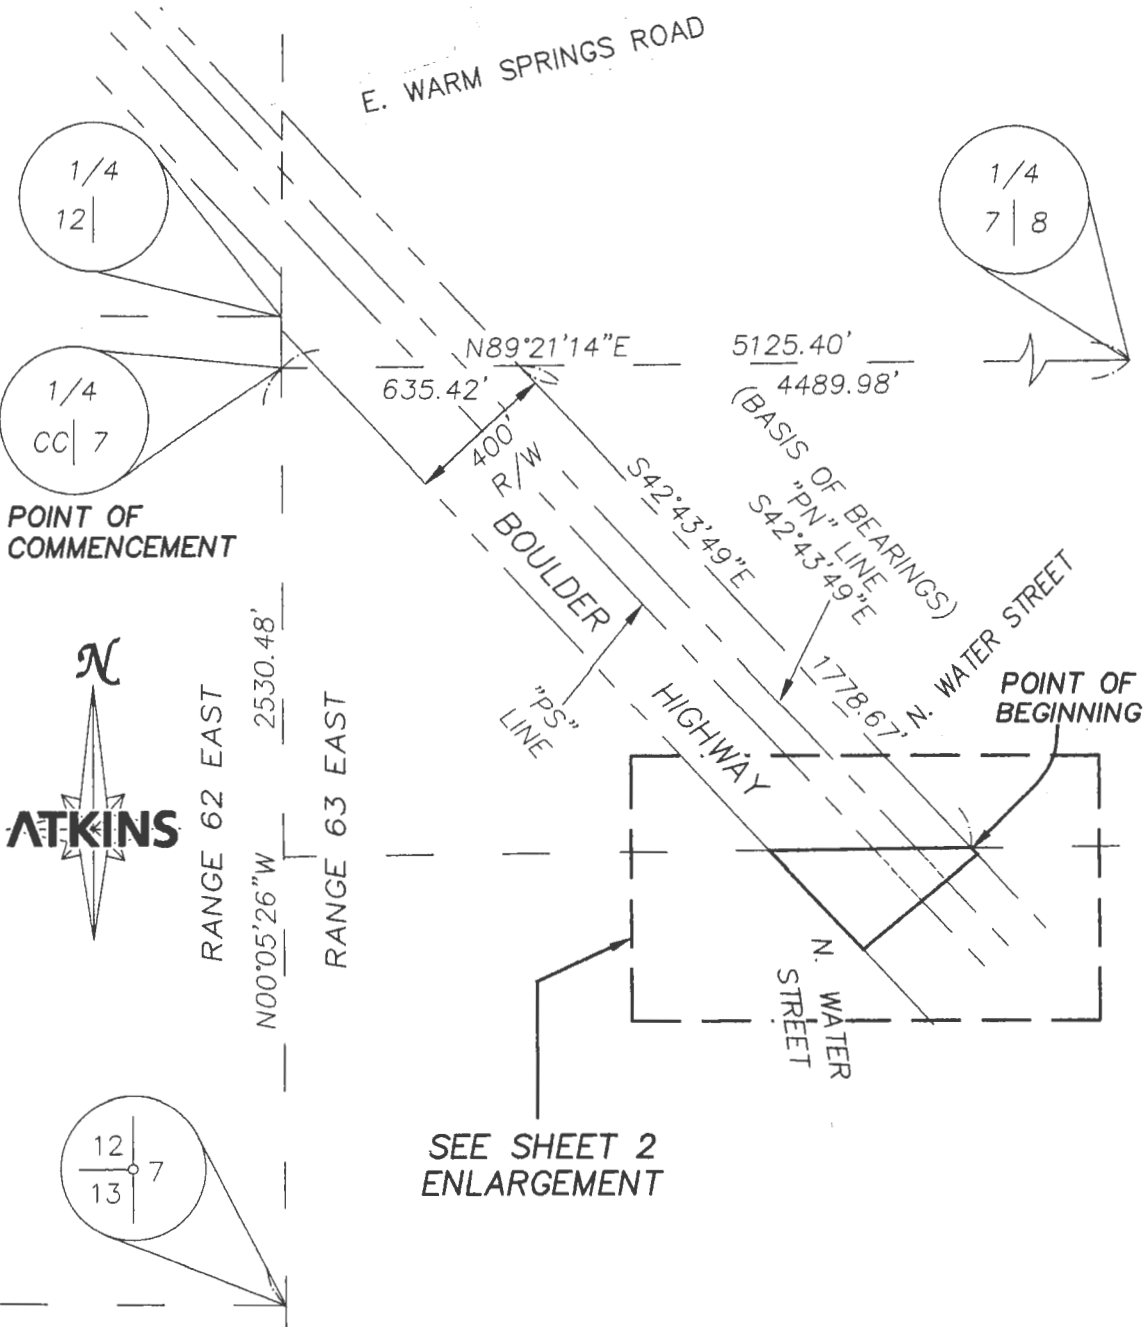 E. WARM SPRINGS ROAD
1/4
12
1/4
7 8
N89°21'14"E
5125.40'
635.42'
4489.98'
1/4
CC 7
POINT OF
COMMENCEMENT
400'
R/W
S42°43'49"E
(BASIS OF BEARINGS)
"PN" LINE
S42°43'49"E
BOULDER
HIGHWAY
"PS"
LINE
1778.67'
N. WATER STREET
POINT OF
BEGINNING
N
ATKINS
RANGE 62 EAST
N00°05'26"W 2530.48'
RANGE 63 EAST
N. WATER
STREET
SEE SHEET 2
ENLARGEMENT
12
7
13